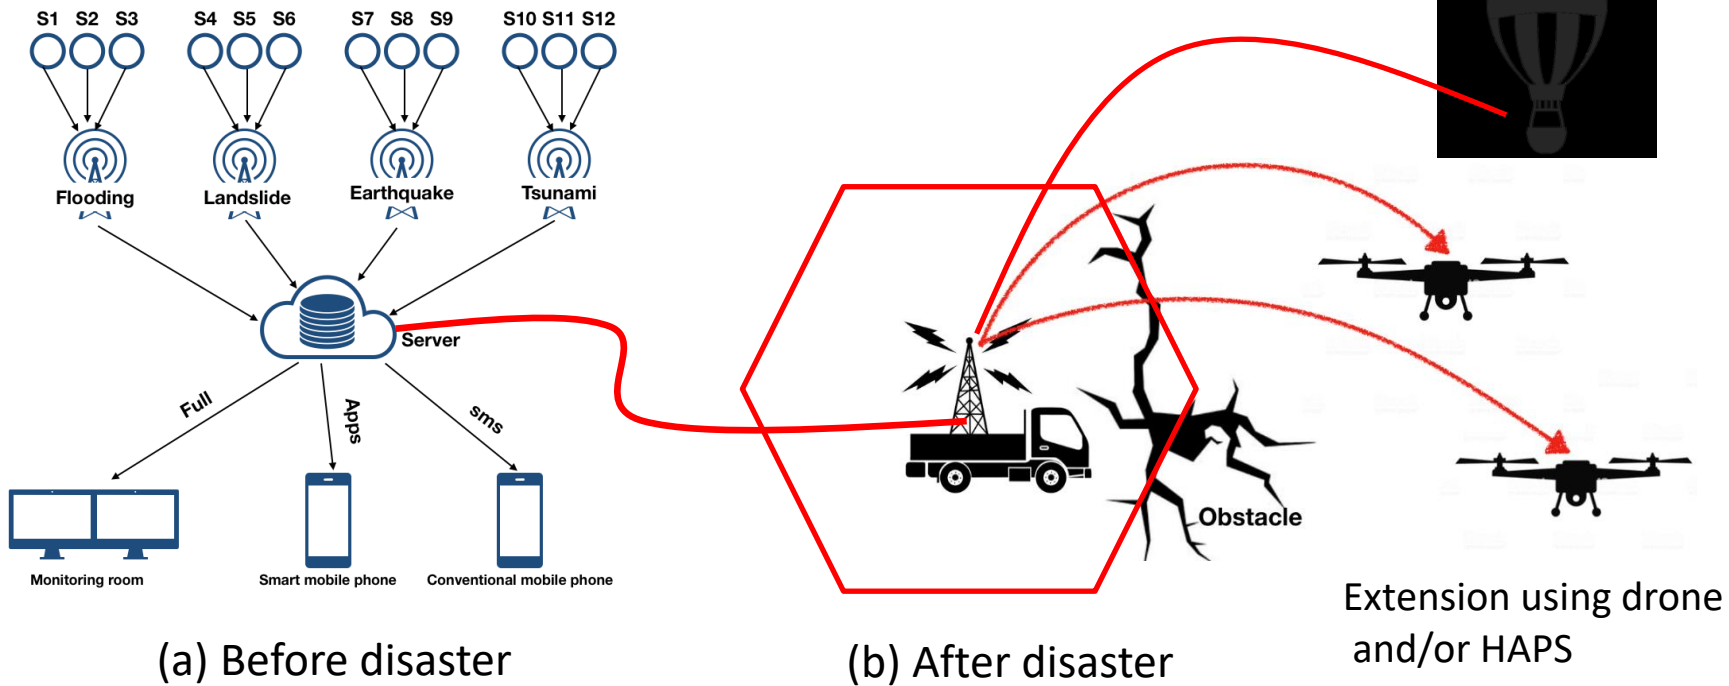 S1 S2 S3 S4 S5 S6 S7 S8 S9 S10 S11 S12
Flooding
Landslide
Earthquake
Tsunami
Server
Full
Apps
sms
Monitoring room
Smart mobile phone
Conventional mobile phone
(a) Before disaster
Obstacle
(b) After disaster
Extension using drone
and/or HAPS